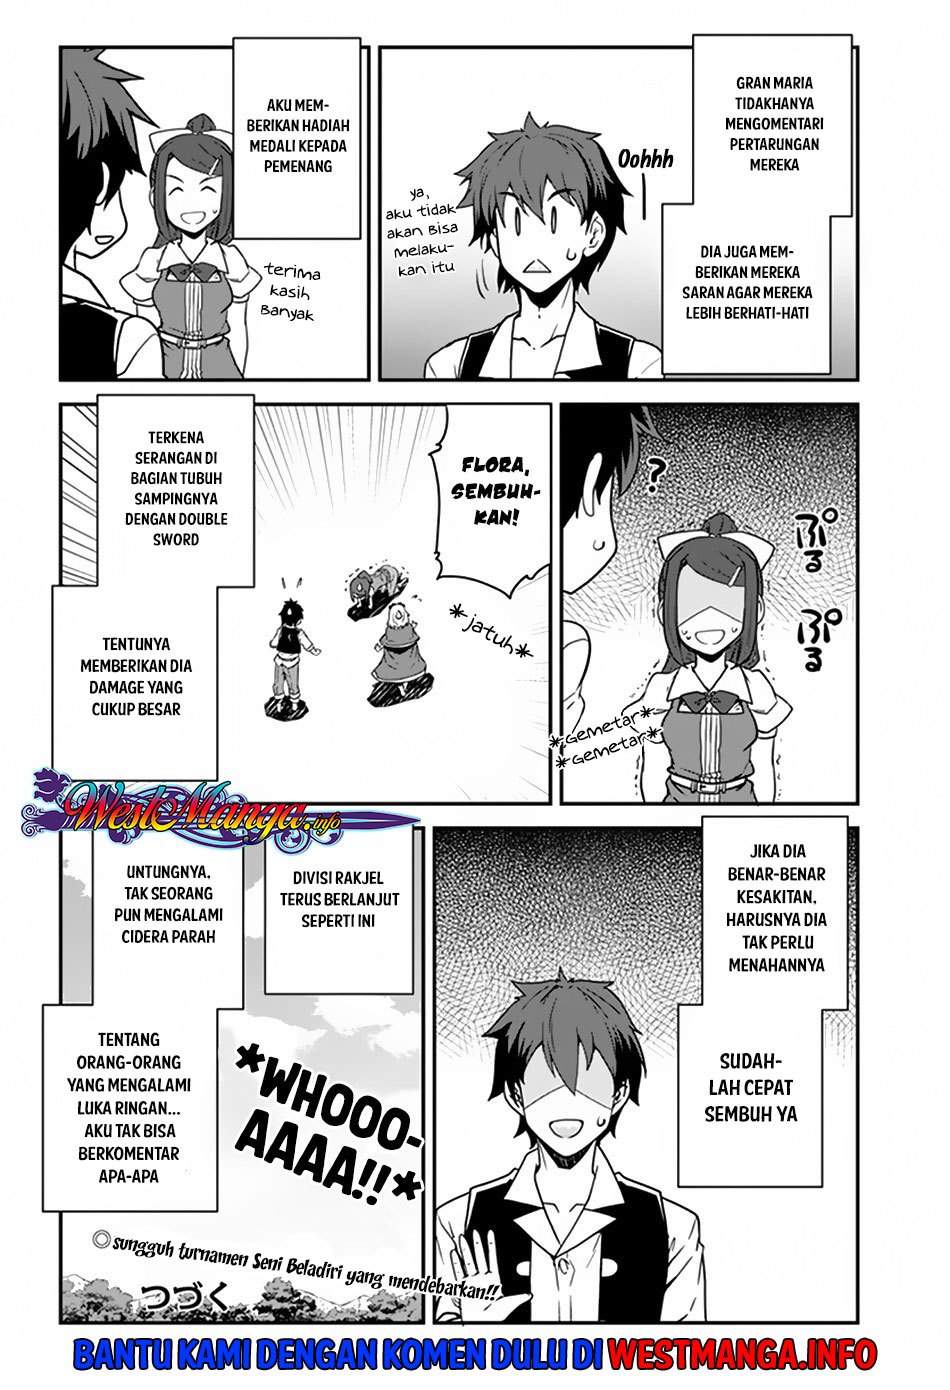 GRAN MARIA
TIDAKHANYA
MENGOMENTARI
PERTARUNGAN
MEREKA
DIA JUGA MEM-
BERIKAN MEREKA
SARAN AGAR MEREKA
LEBIH BERHATI-HATI
Oohhh
ya,
aku tidak
akan bisa
melaku-
kan itu
AKU MEM-
BERIKAN HADIAH
MEDALI KEPADA
PEMENANG
terima
kasih
banyak
?
ぷる
ぷる
*Gemetar*
*Gemetar*
FLORA,
SEMBUH-
KAN!
*jatuh*
TERKENA
SERANGAN DI
BAGIAN TUBUH
SAMPINGNYA
DENGAN DOUBLE
SWORD
TENTUNYA
MEMBERIKAN DIA
DAMAGE YANG
CUKUP BESAR
WestManga.info
JIKA DIA
BENAR-BENAR
KESAKITAN,
HARUSNYA DIA
TAK PERLU
MENAHANNYA
SUDAH-
LAH CEPAT
SEMBUH YA
DIVISI RAKJEL
TERUS BERLANJUT
SEPERTI INI
UNTUNGNYA,
TAK SEORANG
PUN MENGALAMI
CIDERA PARAH
TENTANG
ORANG-ORANG
YANG MENGALAMI
LUKA RINGAN...
AKU TAK BISA
BERKOMENTAR
APA-APA
*WHOOO-
AAAA!!*
◎sungguh turnamen Seni Beladiri yang mendebarkan!!
つづく
BANTU KAMI DENGAN KOMEN DULU DI WESTMANGA.INFO